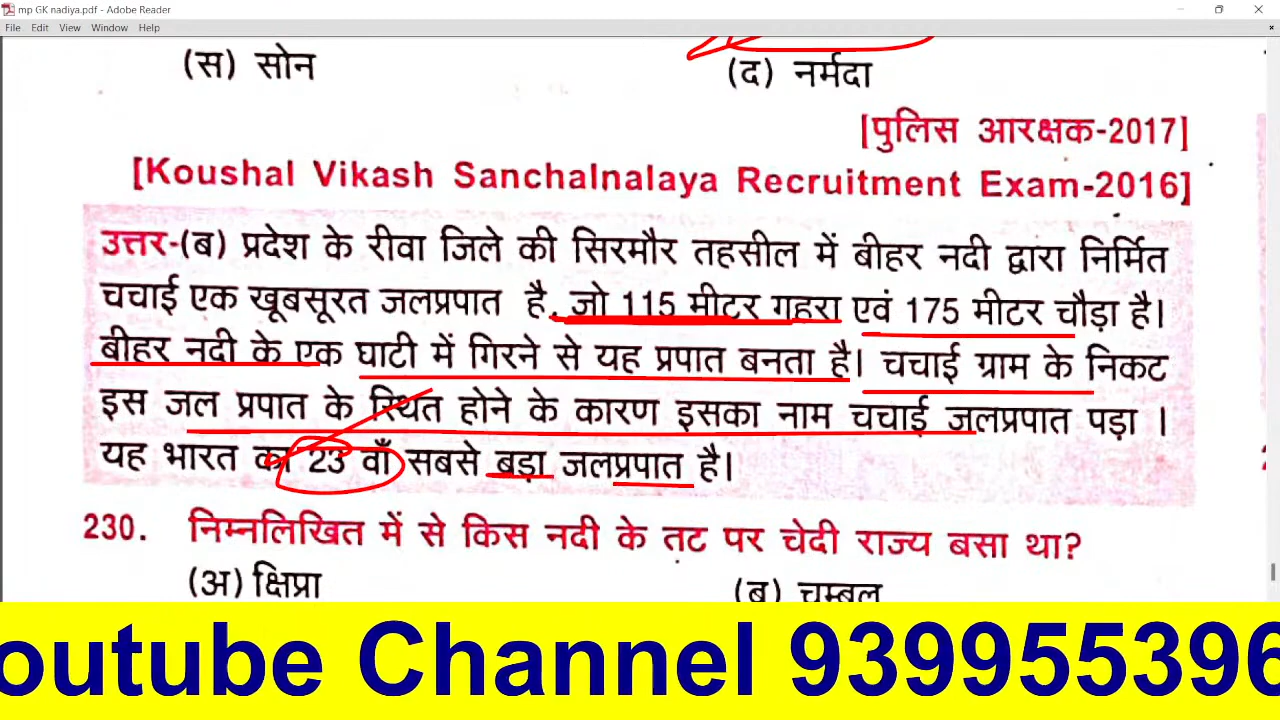 mp GK nadiya.pdf - Adobe Reader
File Edit View Window Help
(स) सोन (द) नर्मदा
[पुलिस आरक्षक-2017]
[Koushal Vikash Sanchalnalaya Recruitment Exam-2016]
उत्तर-(ब) प्रदेश के रीवा जिले की सिरमौर तहसील में बीहर नदी द्वारा निर्मित
चचाई एक खूबसूरत जलप्रपात है, जो 115 मीटर गहरा एवं 175 मीटर चौड़ा है।
बीहर नदी के एक घाटी में गिरने से यह प्रपात बनता है। चचाई ग्राम के निकट
इस जल प्रपात के स्थित होने के कारण इसका नाम चचाई जलप्रपात पड़ा ।
यह भारत का 23 वाँ सबसे बड़ा जलप्रपात है।
230. निम्नलिखित में से किस नदी के तट पर चेदी राज्य बसा था?
(अ) क्षिप्रा (ब) चम्बल
outube Channel 939955396